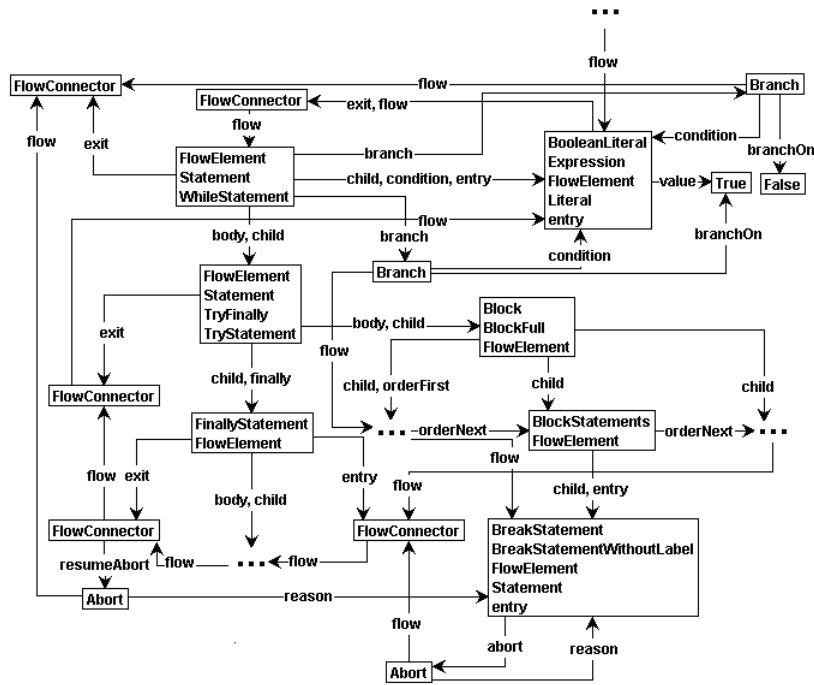 ...
flow
FlowConnector
flow
Branch
FlowConnector
exit, flow
flow
flow
exit
branch
condition
branchOn
FlowElement
Statement
WhileStatement
child, condition, entry
BooleanLiteral
Expression
FlowElement
Literal
entry
value
True
False
flow
branch
branchOn
body, child
condition
Branch
FlowElement
Statement
TryFinally
TryStatement
exit
body, child
flow
Block
BlockFull
FlowElement
child, finally
child, orderFirst
child
child
FlowConnector
FinallyStatement
FlowElement
...
orderNext
BlockStatements
FlowElement
orderNext
...
flow
exit
body, child
entry
flow
flow
child, entry
FlowConnector
FlowConnector
BreakStatement
BreakStatementWithoutLabel
FlowElement
Statement
entry
resumeAbort
flow
...
flow
Abort
reason
flow
abort
reason
Abort